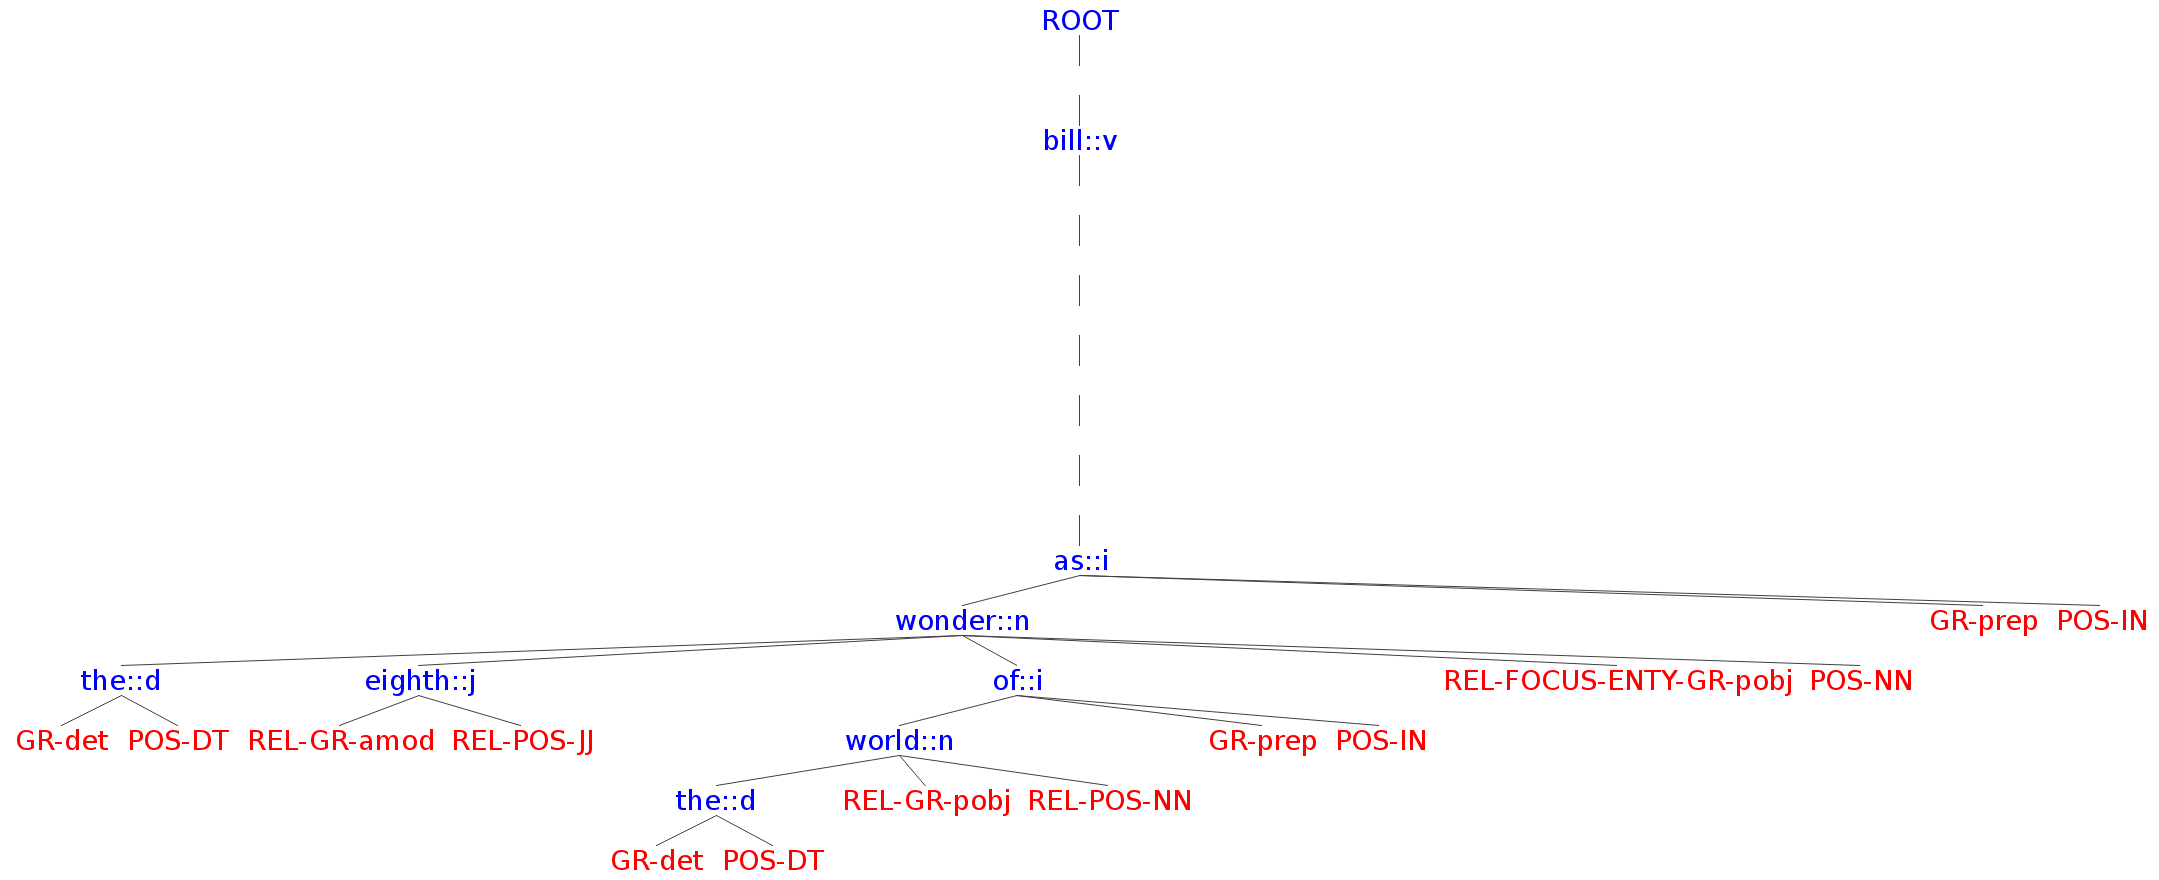 ROOT
bill::v
as::i
wonder::n GR-prep POS-IN
the::d eighth::j of::i REL-FOCUS-ENTY-GR-pobj POS-NN
GR-det POS-DT REL-GR-amod REL-POS-JJ world::n GR-prep POS-IN
the::d REL-GR-pobj REL-POS-NN
GR-det POS-DT